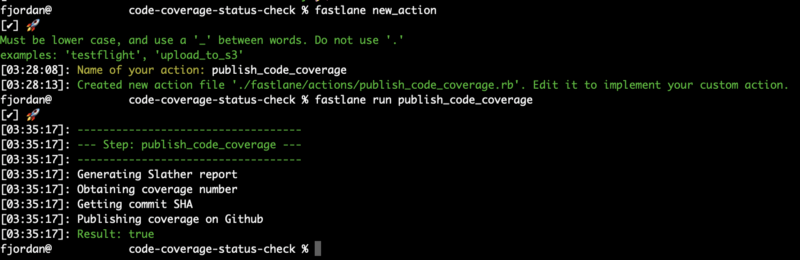 fjordan@ code-coverage-status-check % fastlane new_action
[✔] 🚀
Must be lower case, and use a '_' between words. Do not use '.'
examples: 'testflight', 'upload_to_s3'
[03:28:08]: Name of your action: publish_code_coverage
[03:28:13]: Created new action file './fastlane/actions/publish_code_coverage.rb'. Edit it to implement your custom action.
fjordan@ code-coverage-status-check % fastlane run publish_code_coverage
[✔] 🚀
[03:35:17]: -----------------------------------
[03:35:17]: --- Step: publish_code_coverage ---
[03:35:17]: -----------------------------------
[03:35:17]: Generating Slather report
[03:35:17]: Obtaining coverage number
[03:35:17]: Getting commit SHA
[03:35:17]: Publishing coverage on Github
[03:35:17]: Result: true
fjordan@ code-coverage-status-check %